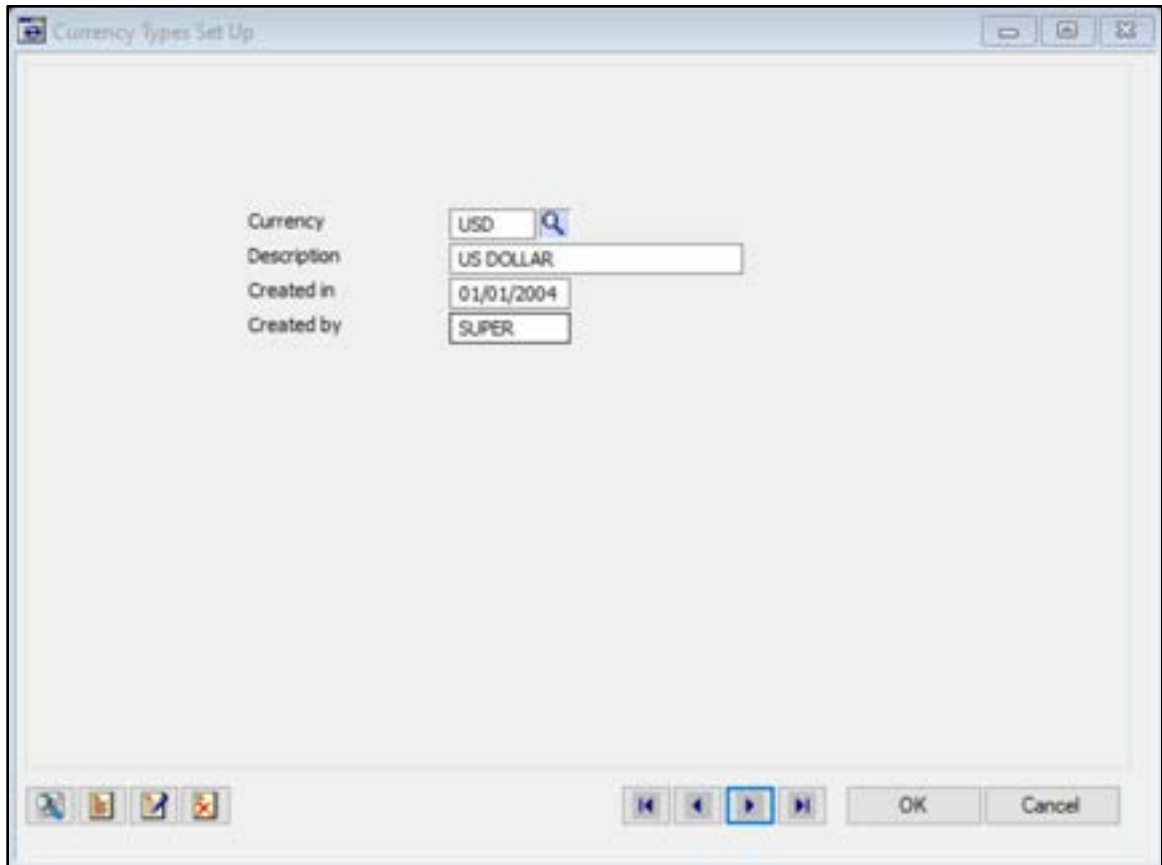 Currency Types Set Up
Currency USD
Description US DOLLAR
Created in 01/01/2004
Created by SUPER
OK Cancel